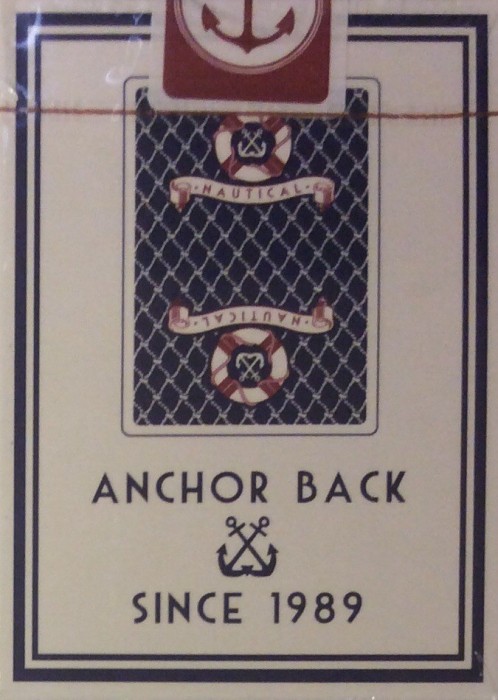 ·NAUTICAL·
·NAUTICAL·
ANCHOR BACK
SINCE 1989